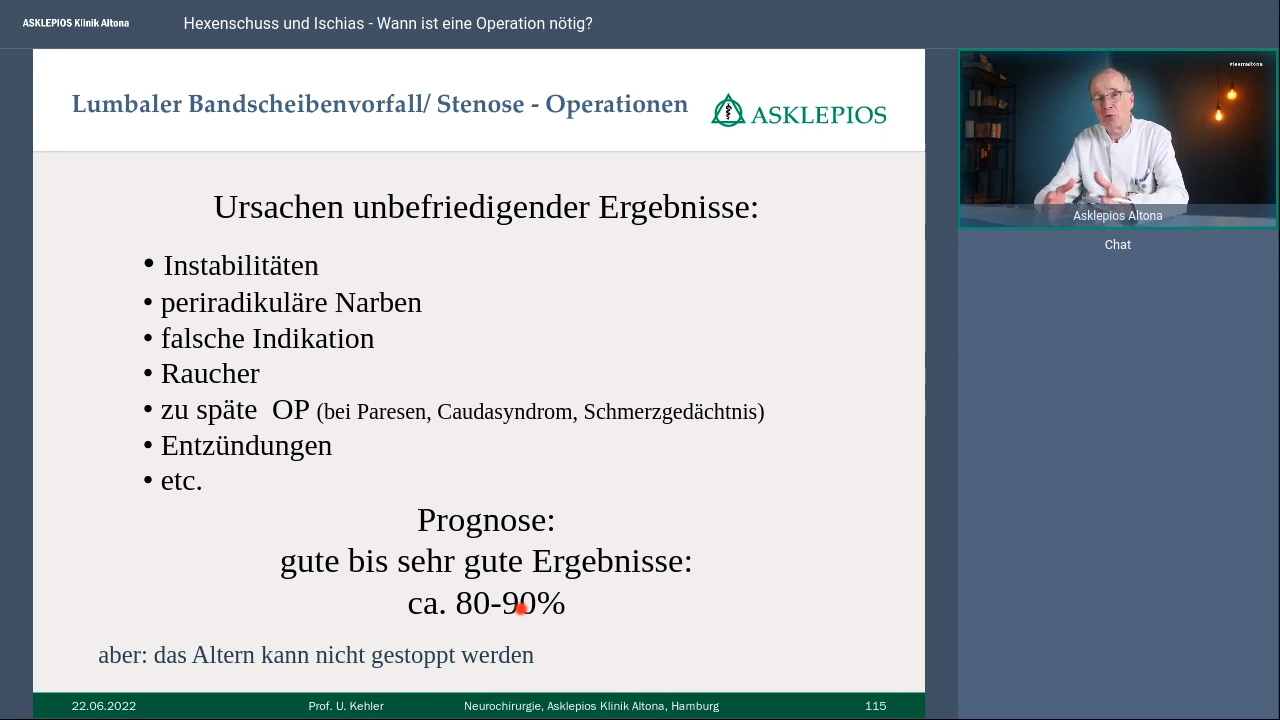 ASKLEPIOS Klinik Altona
Hexenschuss und Ischias - Wann ist eine Operation nötig?
Lumbaler Bandscheibenvorfall/ Stenose - Operationen
ASKLEPIOS
#teamaltona
Asklepios Altona
Chat
Ursachen unbefriedigender Ergebnisse:
• Instabilitäten
• periradikuläre Narben
• falsche Indikation
• Raucher
• zu späte OP (bei Paresen, Caudasyndrom, Schmerzgedächtnis)
• Entzündungen
• etc.
Prognose:
gute bis sehr gute Ergebnisse:
ca. 80-90%
aber: das Altern kann nicht gestoppt werden
22.06.2022 Prof. U. Kehler Neurochirurgie, Asklepios Klinik Altona, Hamburg 115